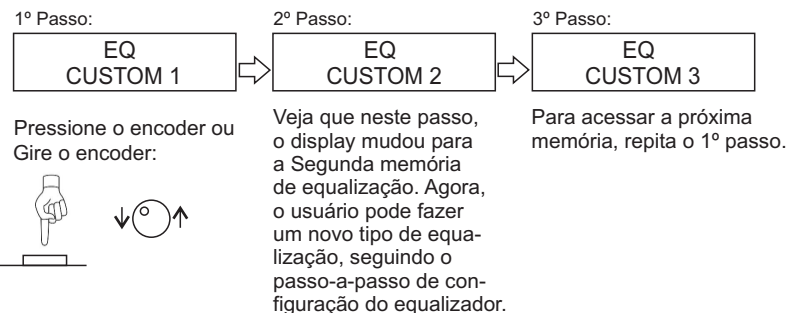 1º Passo:
EQ
CUSTOM 1
Pressione o encoder ou
Gire o encoder:
2º Passo:
EQ
CUSTOM 2
Veja que neste passo,
o display mudou para
a Segunda memória
de equalização. Agora,
o usuário pode fazer
um novo tipo de equa-
lização, seguindo o
passo-a-passo de con-
figuração do equalizador.
3º Passo:
EQ
CUSTOM 3
Para acessar a próxima
memória, repita o 1º passo.